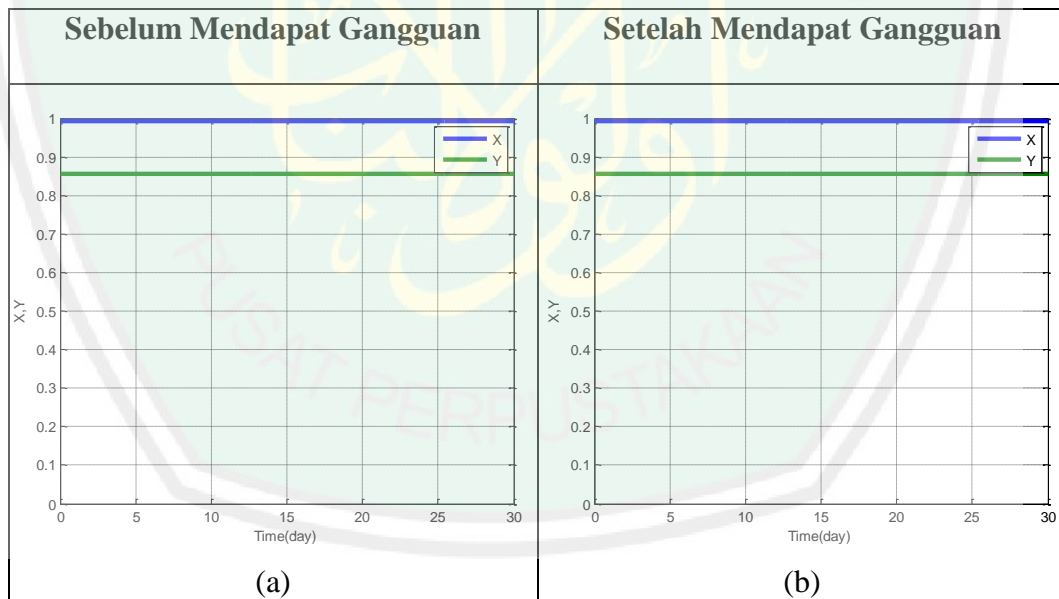 Sebelum Mendapat Gangguan
Setelah Mendapat Gangguan
1
0.9
0.8
0.7
0.6
0.5
0.4
0.3
0.2
0.1
0
X,Y
0 5 10 15 20 25 30
Time(day)
X
Y
(a)
1
0.9
0.8
0.7
0.6
0.5
0.4
0.3
0.2
0.1
0
X,Y
0 5 10 15 20 25 30
Time(day)
X
Y
(b)
PUSAT PERPUSTAKAAN